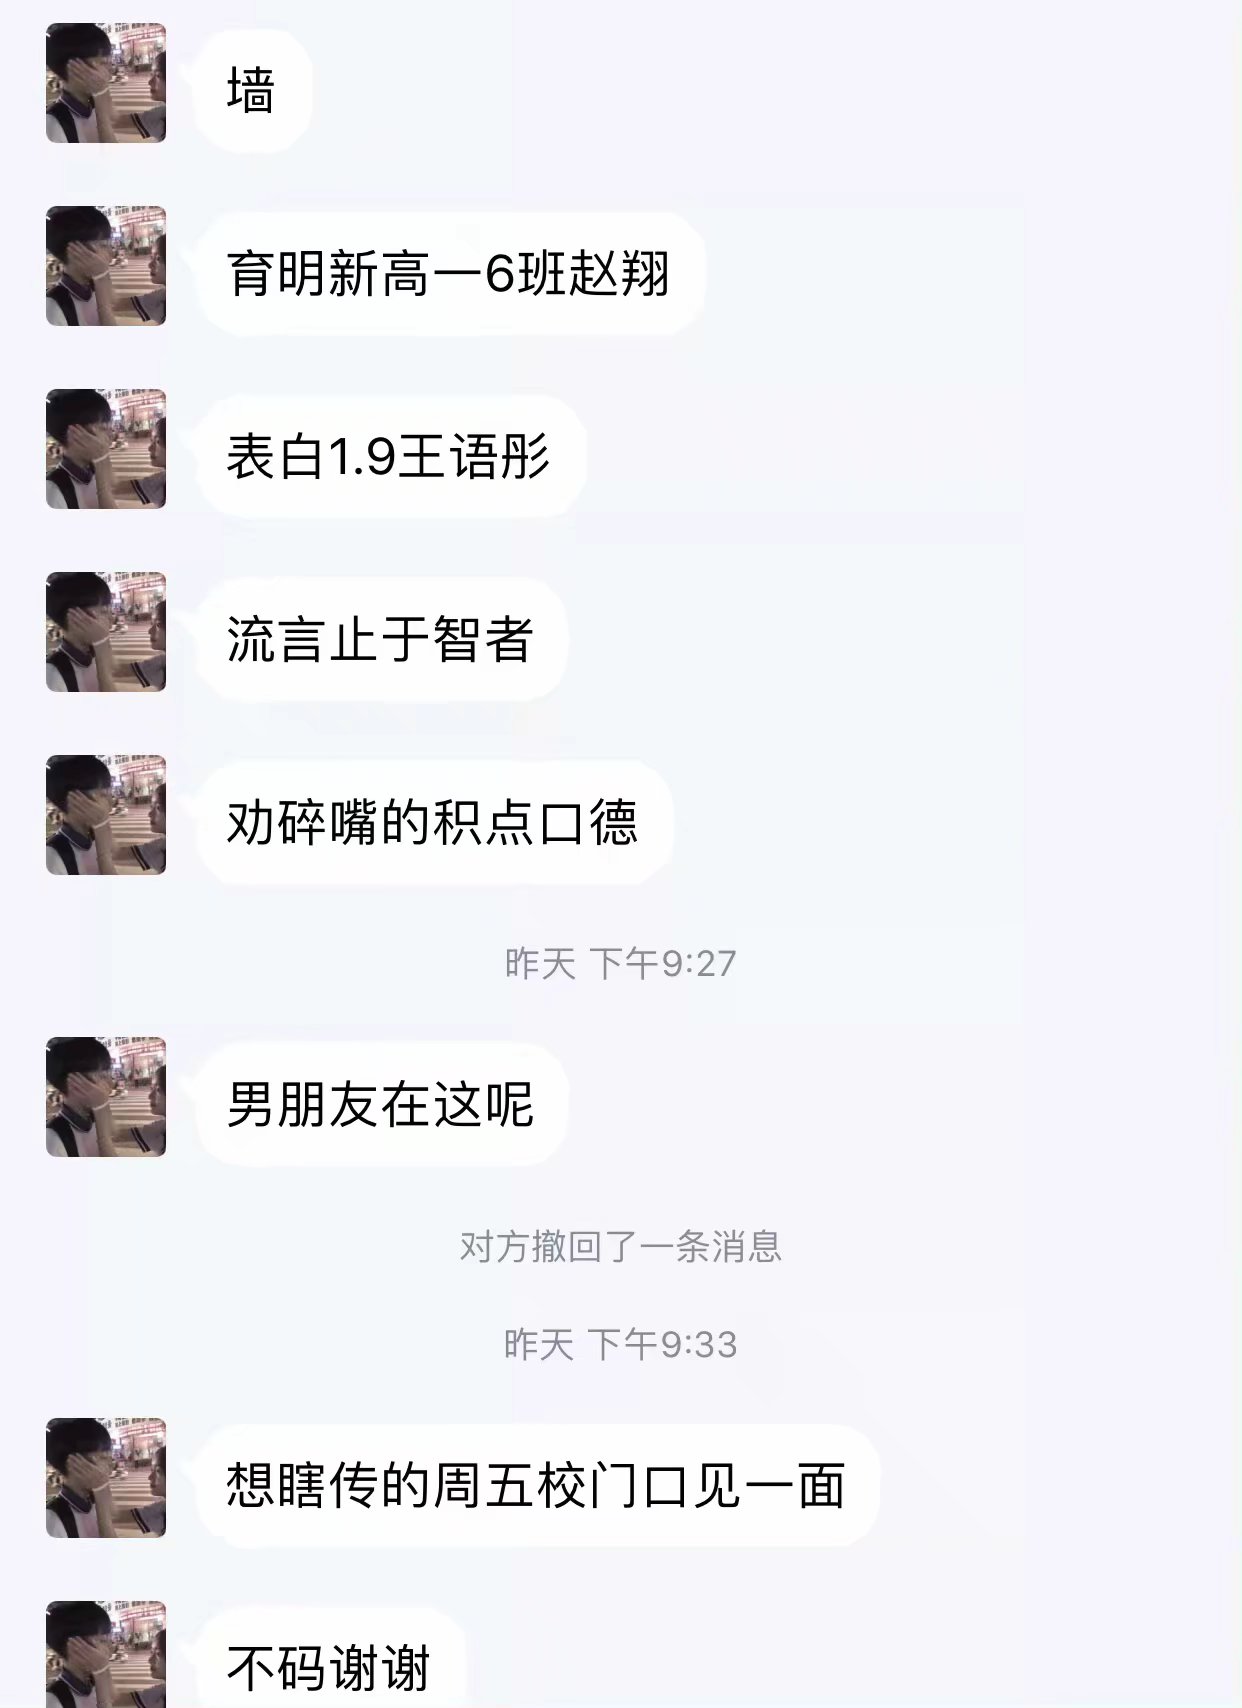 墙
育明新高一6班赵翔
表白1.9王语彤
流言止于智者
劝碎嘴的积点口德
昨天 下午9:27
男朋友在这呢
对方撤回了一条消息
昨天 下午9:33
想瞎传的周五校门口见一面
不码谢谢